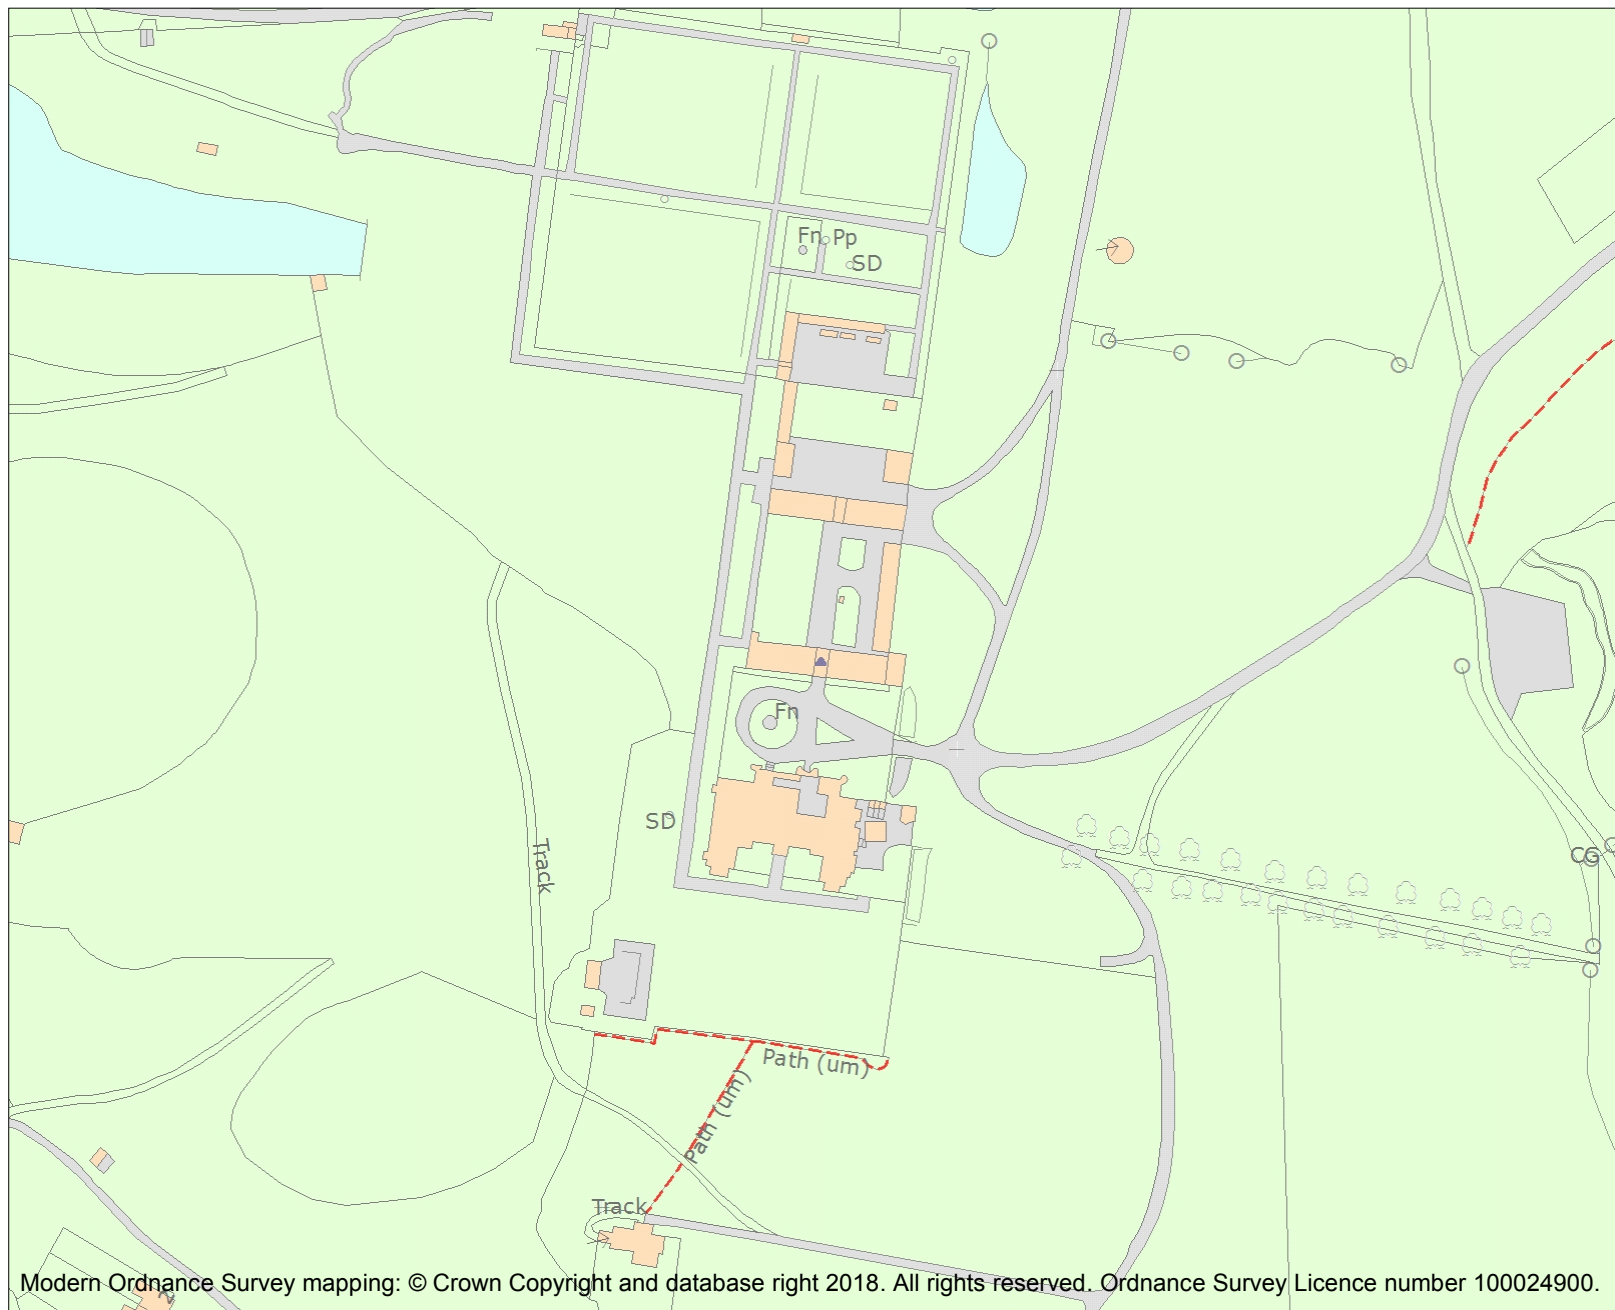 Fn Pp
SD
Fn
SD
Track
CG
Path (um)
Path (um)
Track
2
Modern Ordnance Survey mapping: © Crown Copyright and database right 2018. All rights reserved. Ordnance Survey Licence number 100024900.